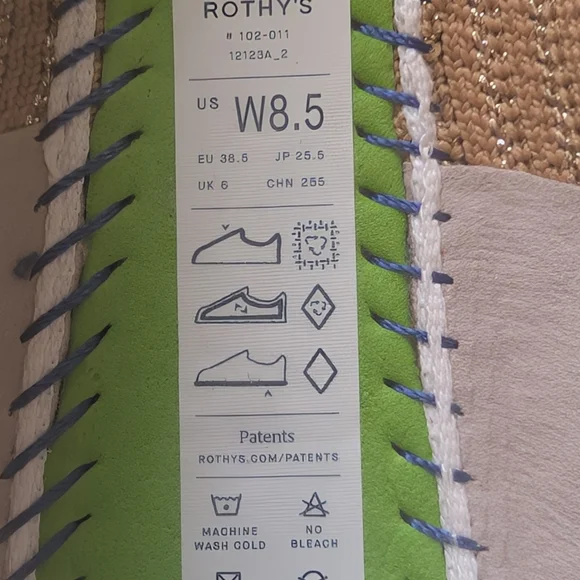 ROTHY'S
# 102-011
12123A_2
US W8.5
EU 38.5 JP 25.5
UK 6 CHN 255
Patents
ROTHYS.COM/PATENTS
MACHINE WASH COLD
NO BLEACH